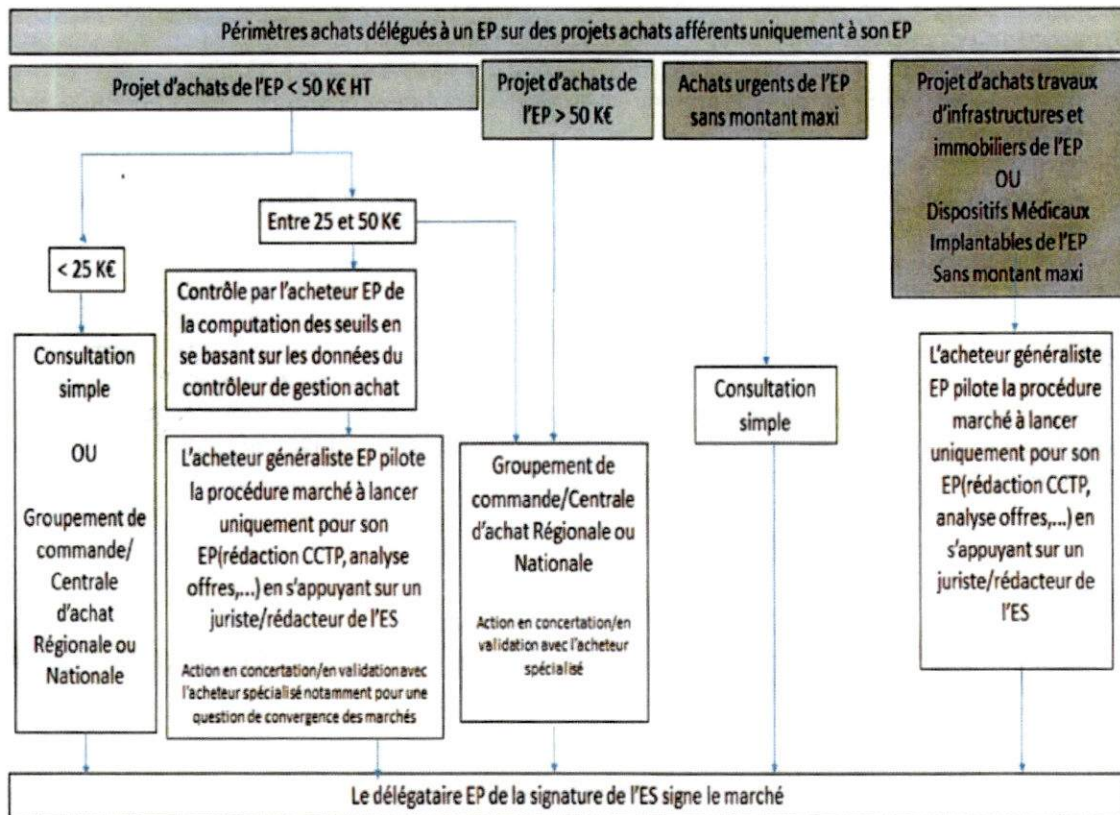 Périmètres achats délégués à un EP sur des projets achats afférents uniquement à son EP
Projet d'achats de l'EP < 50 K€ HT
Projet d'achats de
l'EP > 50 K€
Achats urgents de l'EP
sans montant maxi
Projet d'achats travaux
d'infrastructures et
immobiliers de l'EP
OU
Dispositifs Médicaux
Implantables de l'EP
Sans montant maxi
Entre 25 et 50 K€
< 25 K€
Contrôle par l'acheteur EP de
la computation des seuils en
se basant sur les données du
contrôleur de gestion achat
Consultation
simple
OU
Groupement de
commande/
Centrale
d'achat
Régionale ou
Nationale
L'acheteur généraliste EP pilote
la procédure marché à lancer
uniquement pour son
EP(rédaction CCTP, analyse
offres,...) en s'appuyant sur un
juriste/rédacteur de l'ES
Action en concertation/en validation avec
l'acheteur spécialisé notamment pour une
question de convergence des marchés
Groupement de
commande/Centrale
d'achat Régionale ou
Nationale
Action en concertation/en
validation avec l'acheteur
spécialisé
Consultation
simple
L'acheteur généraliste
EP pilote la procédure
marché à lancer
uniquement pour son
EP(rédaction CCTP,
analyse offres,...) en
s'appuyant sur un
juriste/rédacteur de
l'ES
Le délégataire EP de la signature de l'ES signe le marché